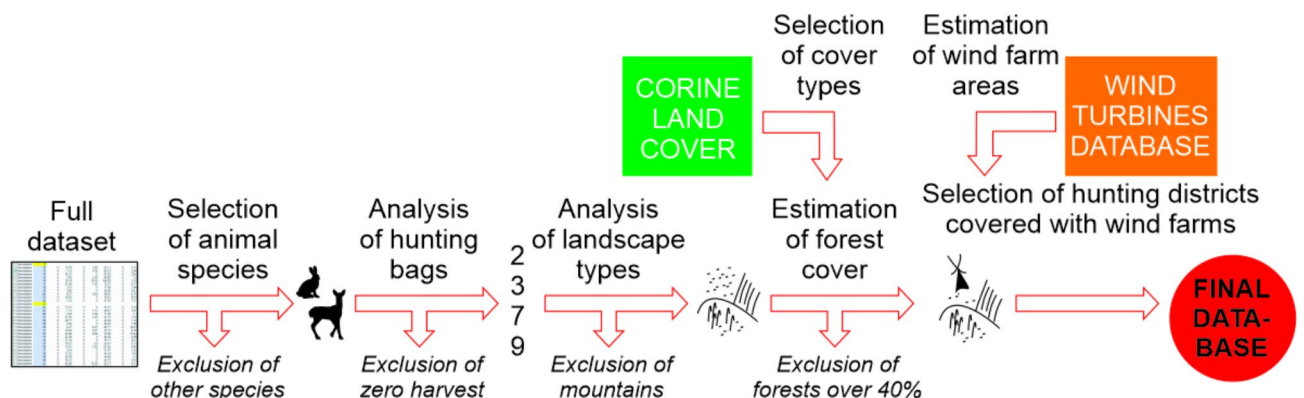 Selection
of cover
types
Estimation
of wind farm
areas
CORINE
LAND
COVER
WIND
TURBINES
DATABASE
Full
dataset
Selection
of animal
species
Analysis
of hunting
bags
Analysis
of landscape
types
Estimation
of forest
cover
Selection of hunting districts
covered with wind farms
2
3
7
9
FINAL
DATA-
BASE
Exclusion of
other species
Exclusion of
zero harvest
Exclusion of
mountains
Exclusion of
forests over 40%